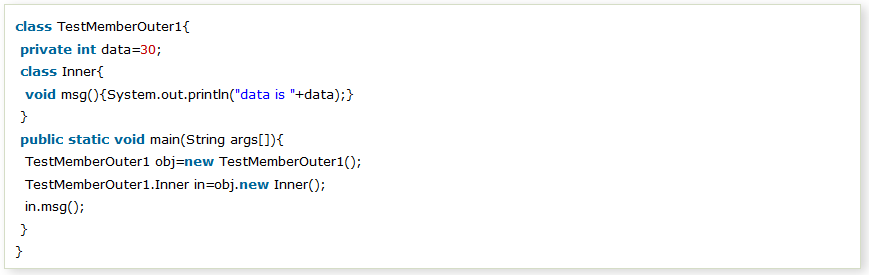 class TestMemberOuter1{
private int data=30;
class Inner{
void msg(){System.out.println("data is "+data);}
}
public static void main(String args[]){
TestMemberOuter1 obj=new TestMemberOuter1();
TestMemberOuter1.Inner in=obj.new Inner();
in.msg();
}
}